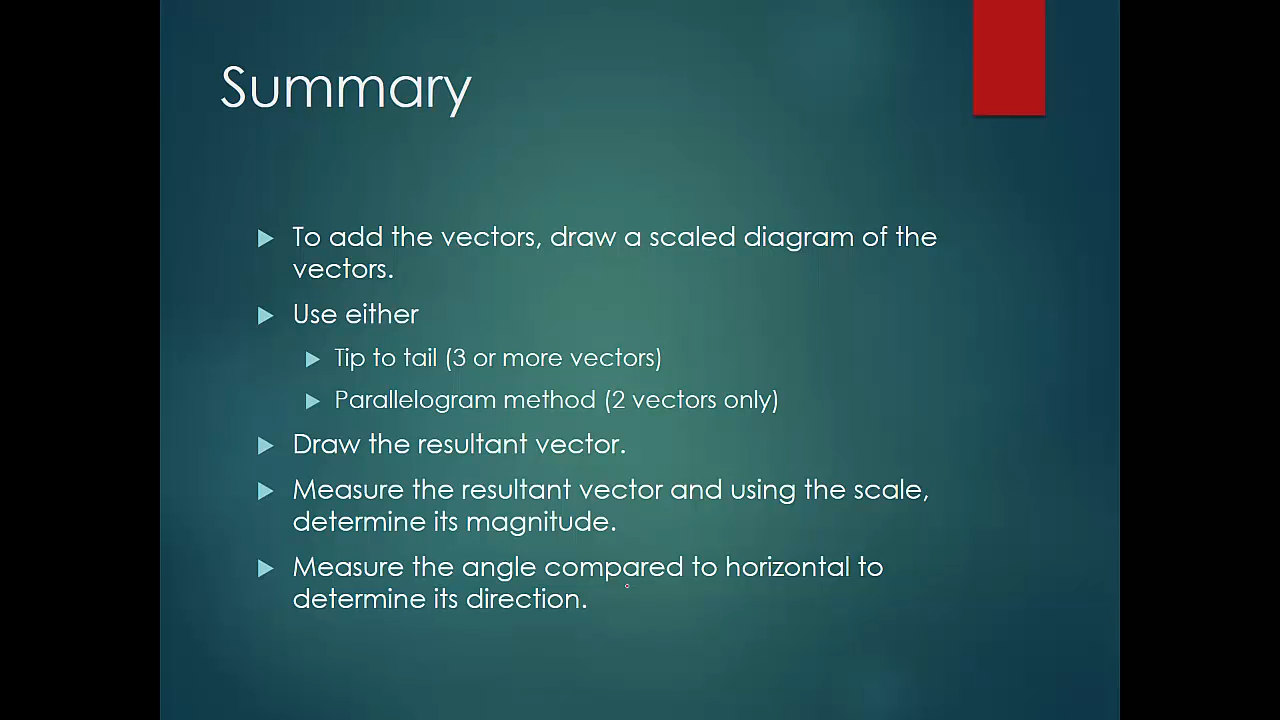 Summary
To add the vectors, draw a scaled diagram of the
vectors.
Use either
Tip to tail (3 or more vectors)
Parallelogram method (2 vectors only)
Draw the resultant vector.
Measure the resultant vector and using the scale,
determine its magnitude.
Measure the angle compared to horizontal to
determine its direction.